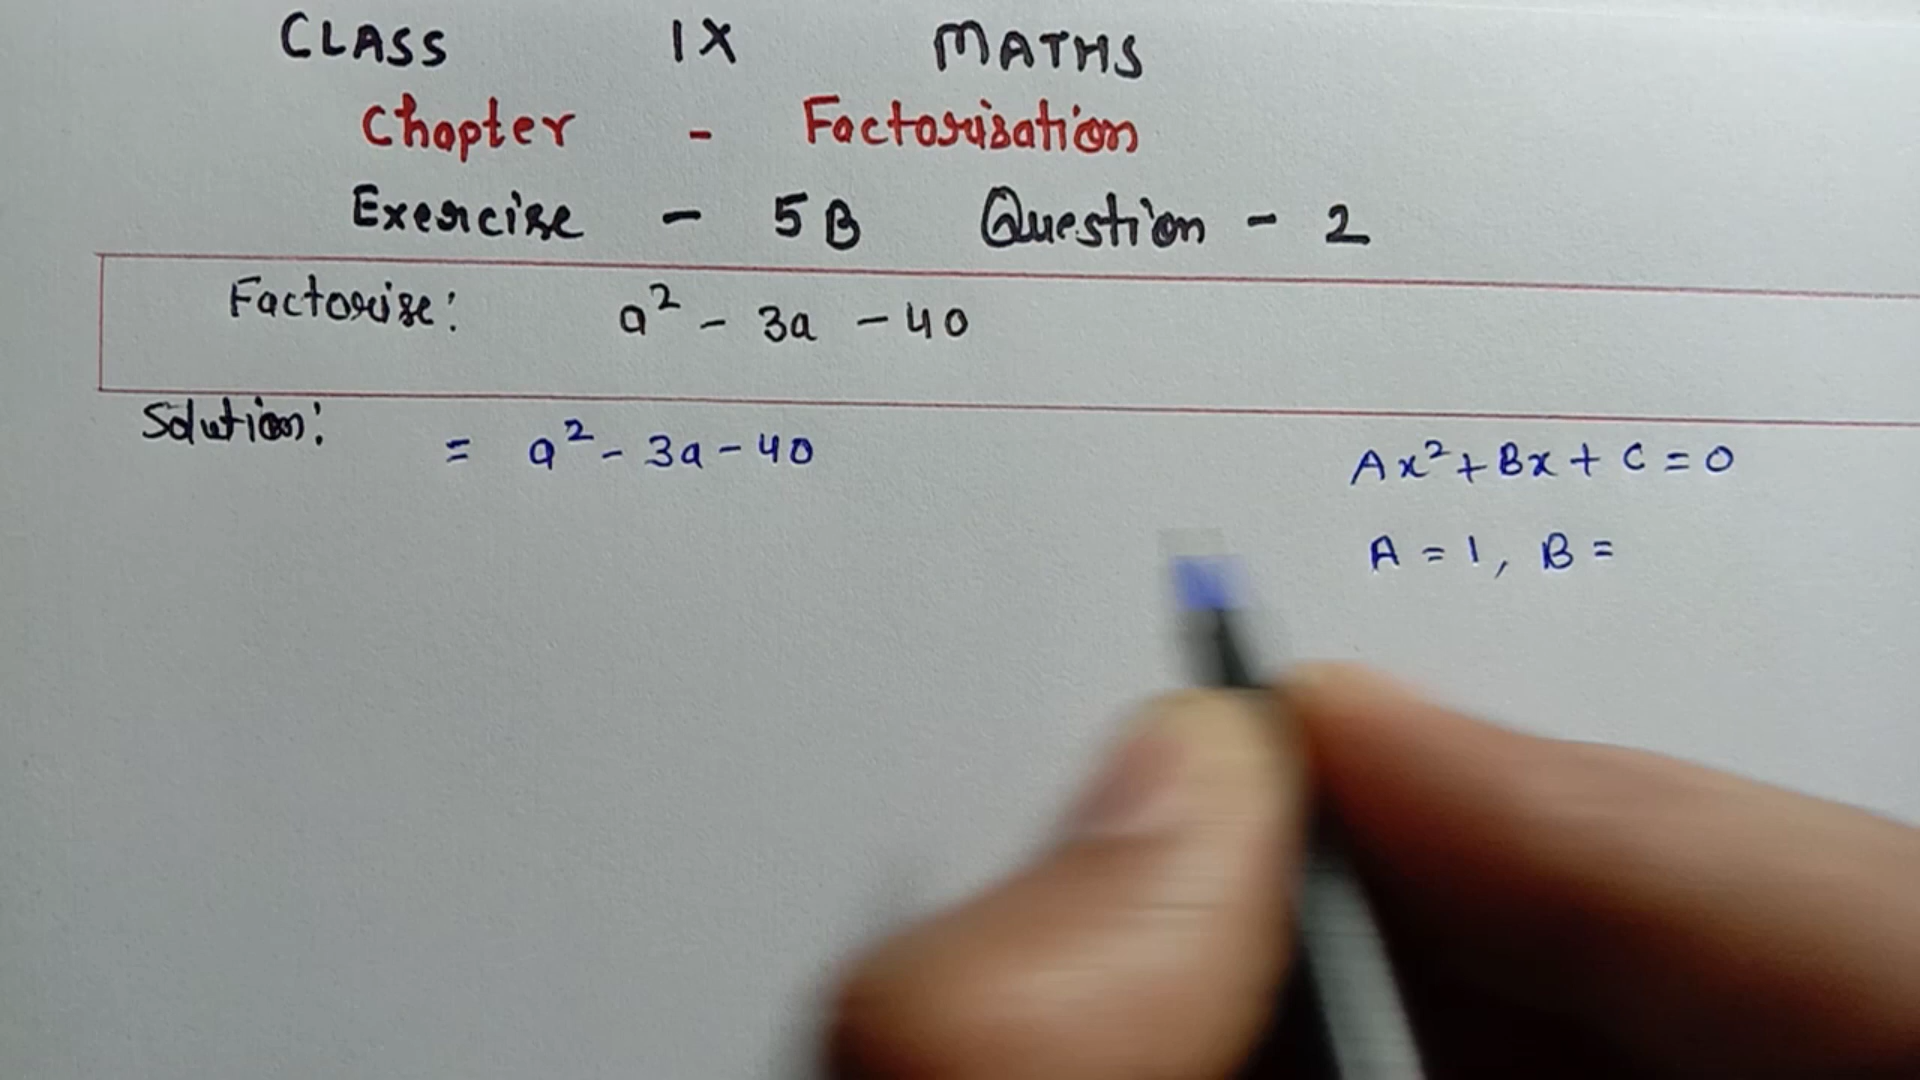 CLASS IX MATHS
Chapter - Factorisation
Exercise - 5B Question - 2
Factorise: a² - 3a - 40
Solution: = a² - 3a - 40
Ax² + Bx + C = 0
A = 1, B =